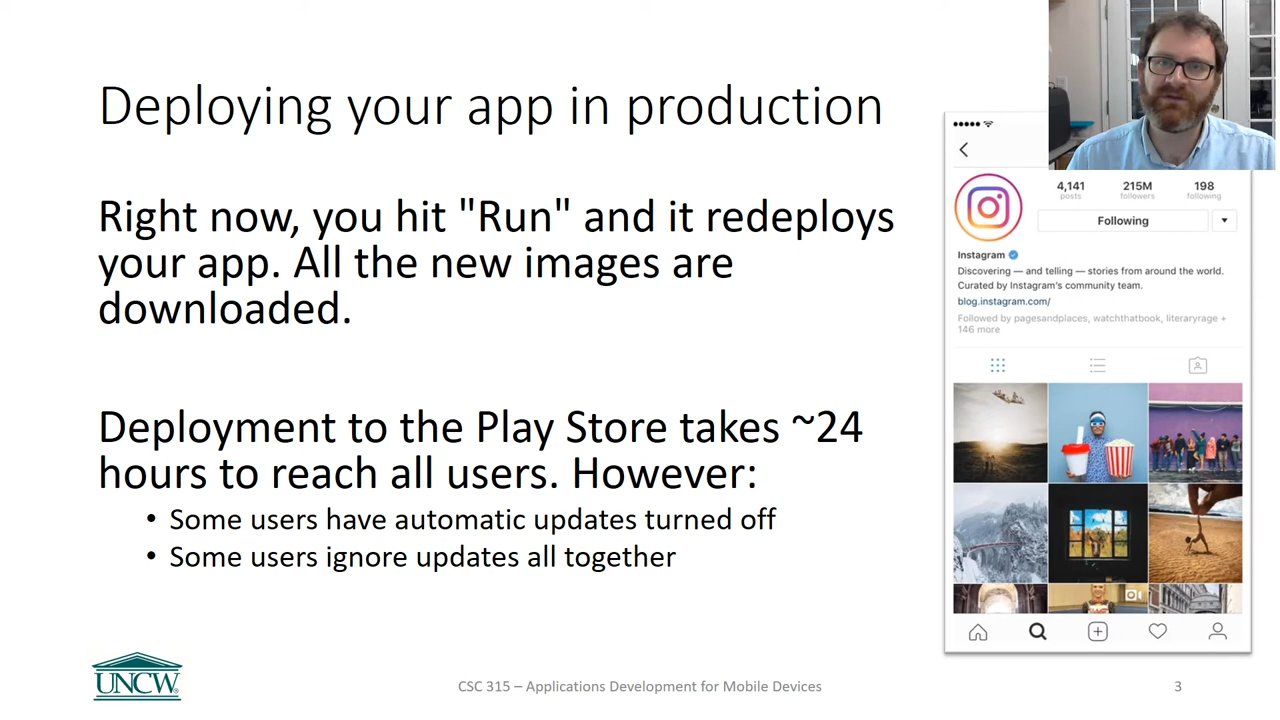 Deploying your app in production
Right now, you hit "Run" and it redeploys
your app. All the new images are
downloaded.
Deployment to the Play Store takes ~24
hours to reach all users. However:
• Some users have automatic updates turned off
• Some users ignore updates all together
4,141
posts
215M
followers
198
following
Following
Instagram
Discovering — and telling — stories from around the world.
Curated by Instagram's community team.
blog.instagram.com/
Followed by pagesandplaces, watchthatbook, literaryrage +
146 more
UNCW
CSC 315 – Applications Development for Mobile Devices
3